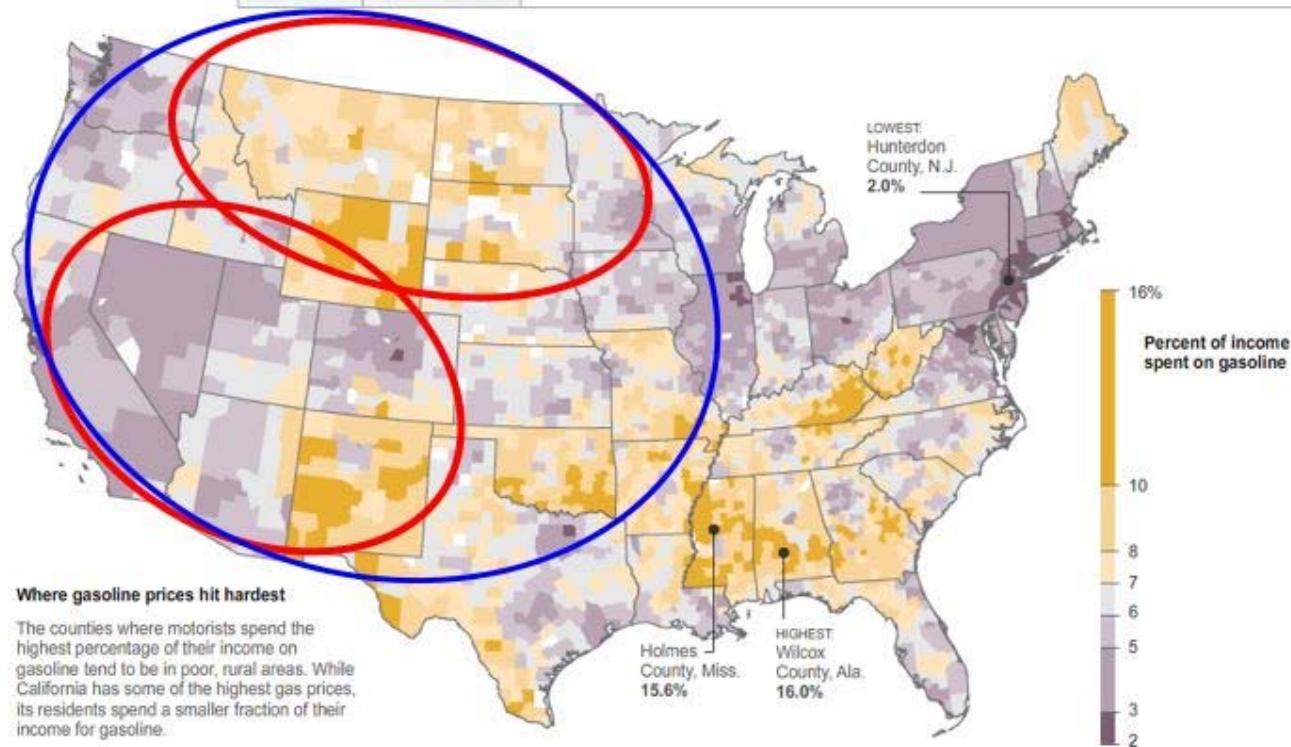 LOWEST:
Hunterdon
County, N.J.
2.0%
16%
Percent of income
spent on gasoline
10
8
7
6
5
3
2
Where gasoline prices hit hardest
The counties where motorists spend the
highest percentage of their income on
gasoline tend to be in poor, rural areas. While
California has some of the highest gas prices,
its residents spend a smaller fraction of their
income for gasoline.
Holmes
County, Miss.
15.6%
HIGHEST:
Wilcox
County, Ala.
16.0%